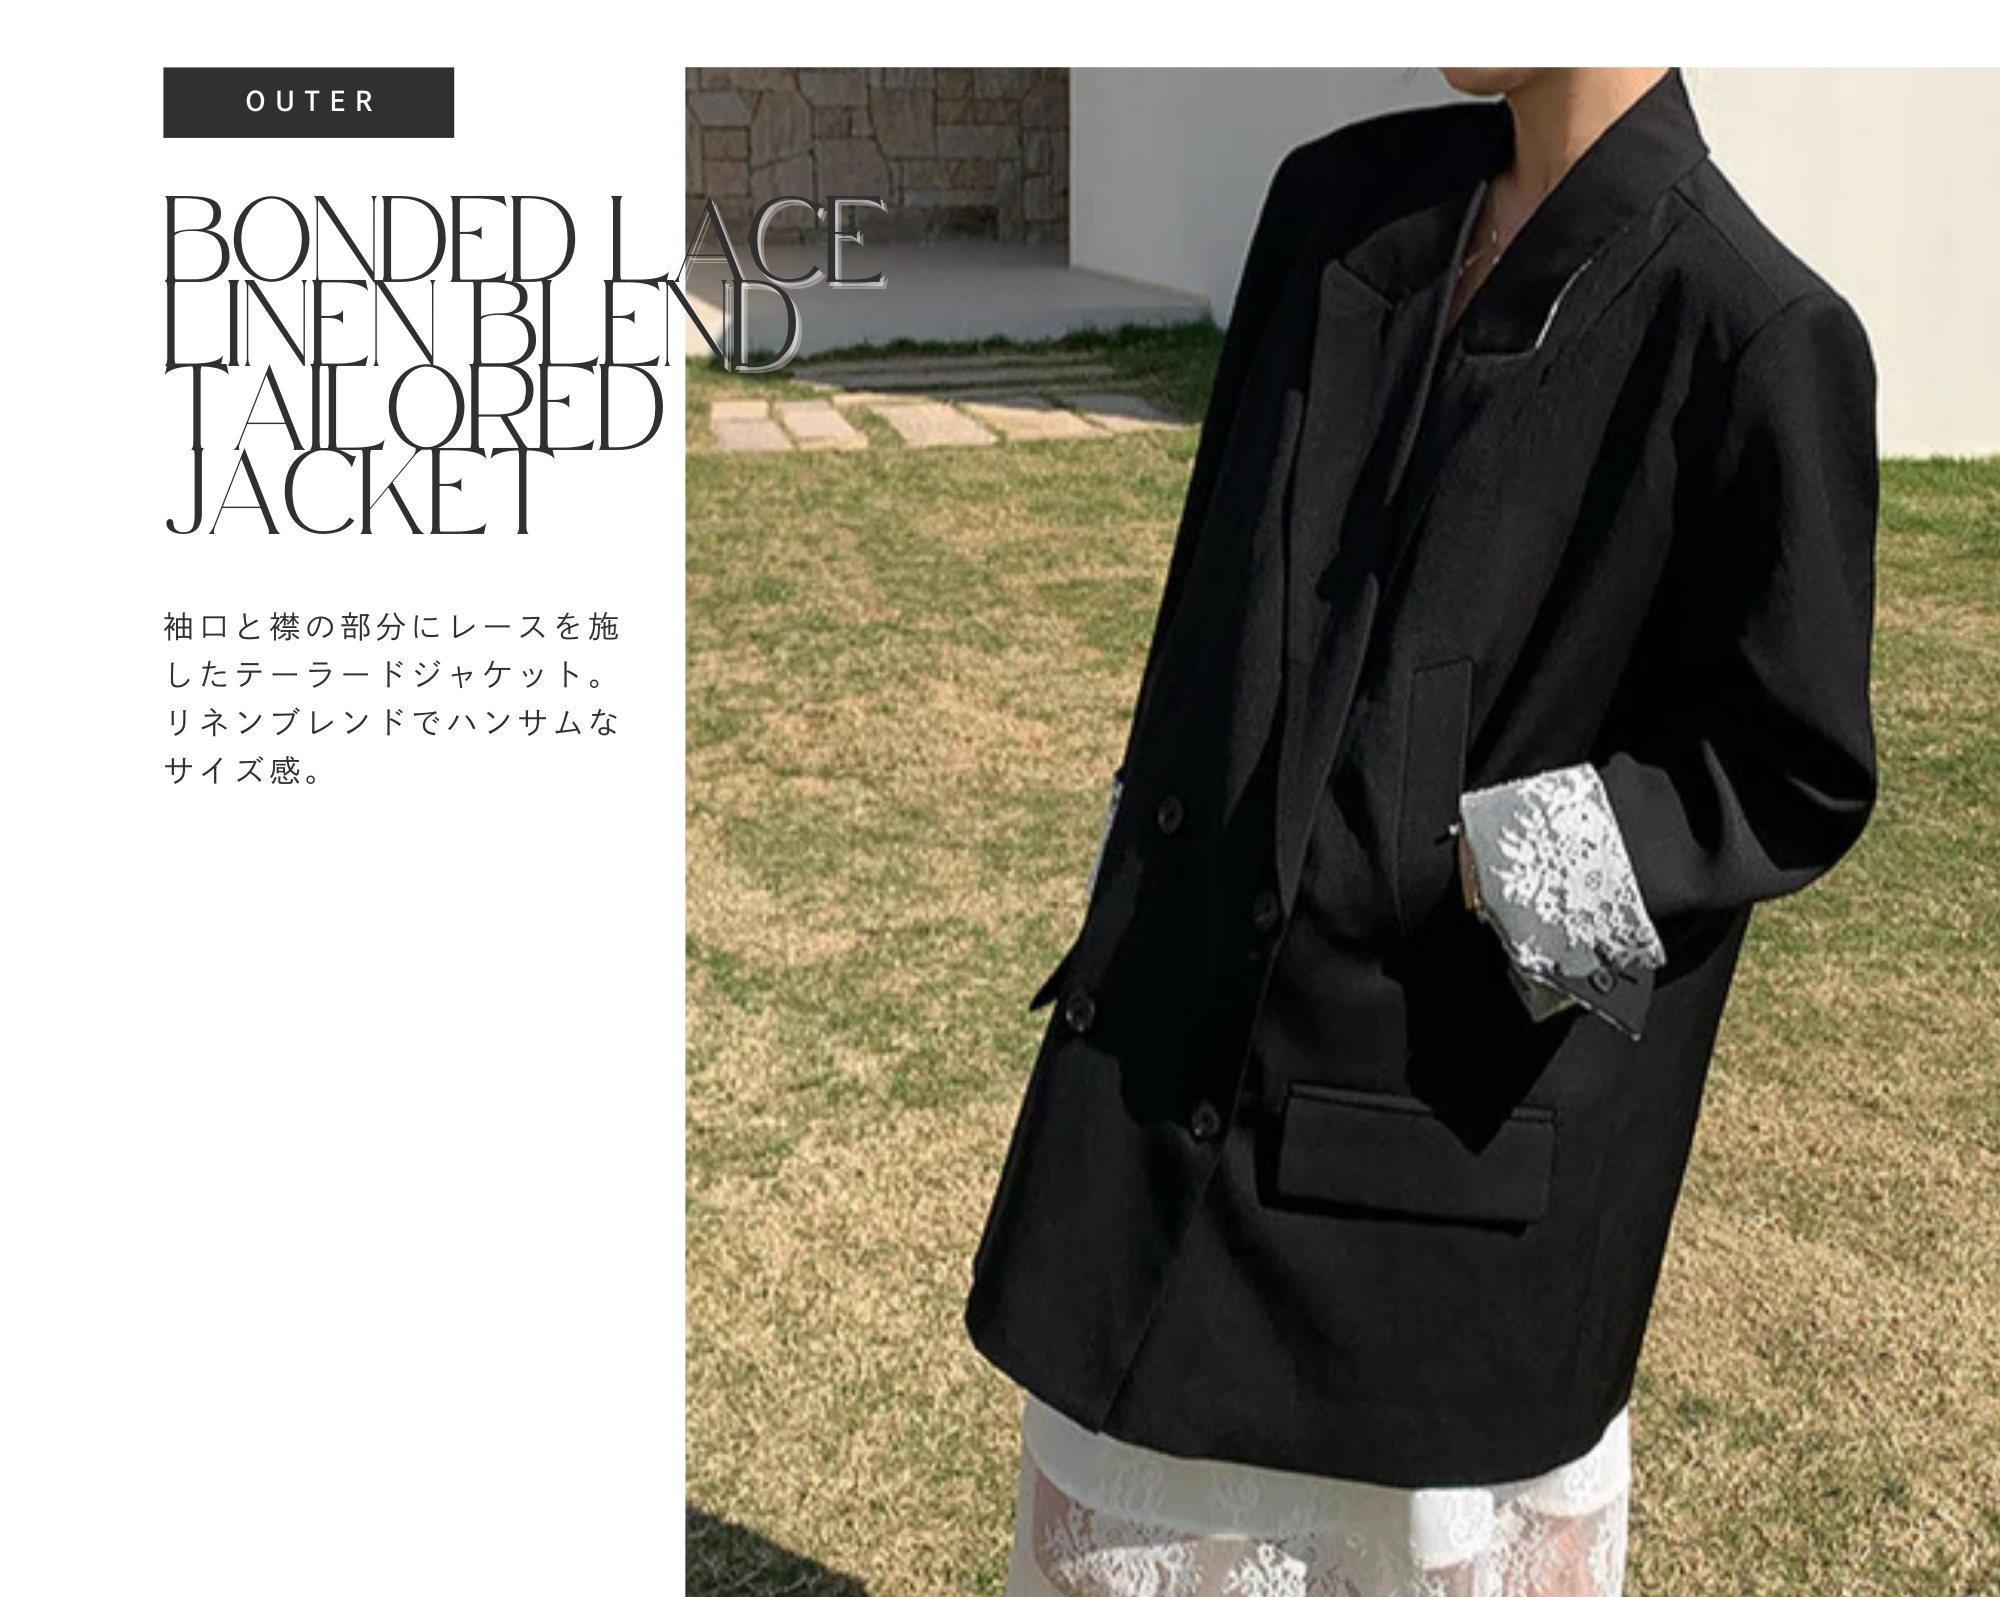 OUTER
BONDED LACE
LINEN BLEND
TAILORED
JACKET
袖口と襟の部分にレースを施
したテーラードジャケット。
リネンブレンドでハンサムな
サイズ感。